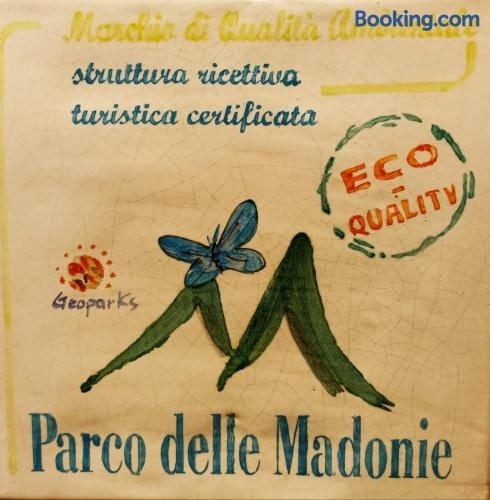 Booking.com
Marchio di Qualità Ambientale
struttura ricettiva
turistica certificata
ECO
-
QUALITY
Geoparks
M
Parco delle Madonie